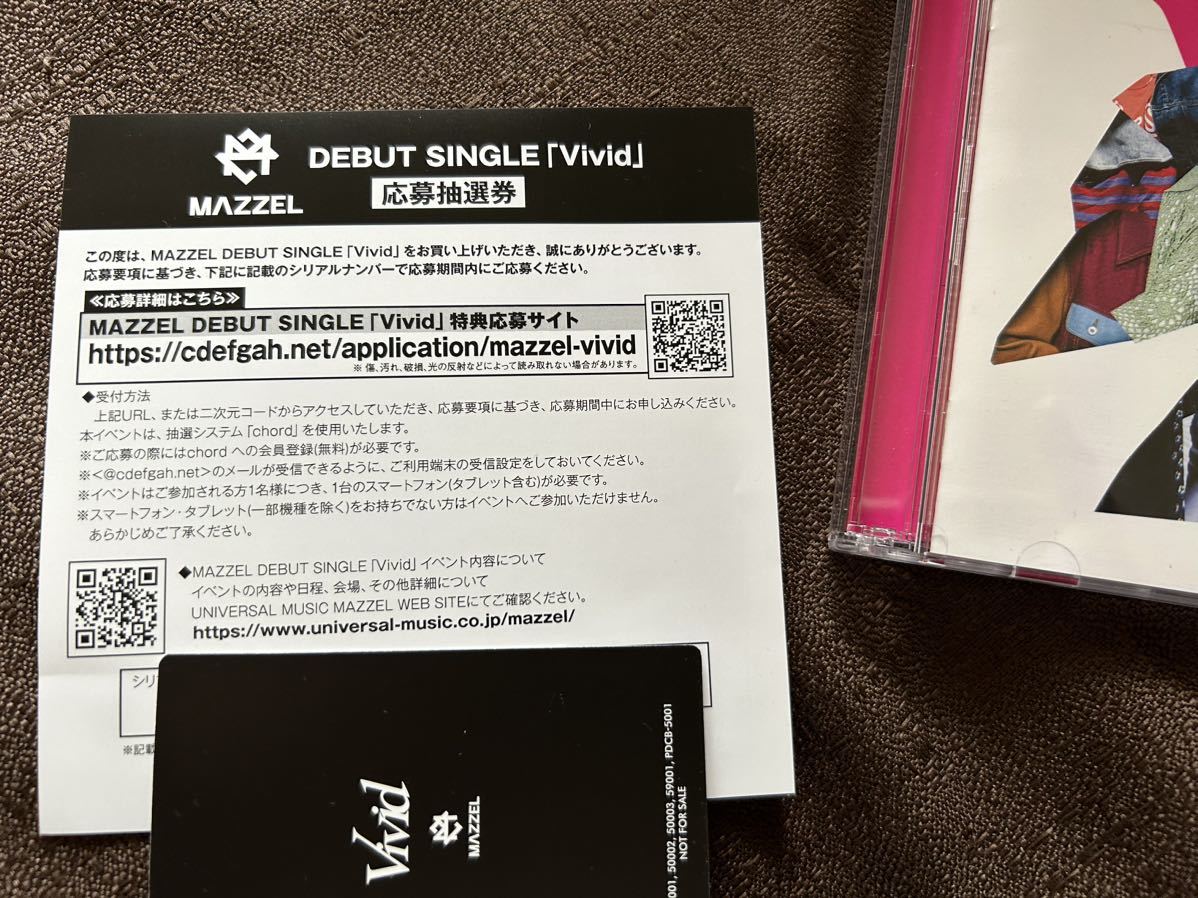 MAZZEL
DEBUT SINGLE「Vivid」
応募抽選券
この度は、MAZZEL DEBUT SINGLE「Vivid」をお買い上げいただき、誠にありがとうございます。
応募要項に基づき、下記に記載のシリアルナンバーで応募期間内にご応募ください。
≪応募詳細はこちら≫
MAZZEL DEBUT SINGLE「Vivid」特典応募サイト
https://cdefgah.net/application/mazzel-vivid
※ 傷、汚れ、破損、光の反射などによって読み取れない場合があります。
◆受付方法
上記URL、または二次元コードからアクセスしていただき、応募要項に基づき、応募期間中にお申し込みください。
本イベントは、抽選システム「chord」を使用いたします。
※ご応募の際にはchord への会員登録(無料)が必要です。
※<@cdefgah.net>のメールが受信できるように、ご利用端末の受信設定をしておいてください。
※イベントはご参加される方1名様につき、1台のスマートフォン(タブレット含む)が必要です。
※スマートフォン・タブレット(一部機種を除く)をお持ちでない方はイベントへご参加いただけません。
あらかじめご了承ください。
◆MAZZEL DEBUT SINGLE「Vivid」イベント内容について
イベントの内容や日程、会場、その他詳細について
UNIVERSAL MUSIC MAZZEL WEB SITEにてご確認ください。
https://www.universal-music.co.jp/mazzel/
シリ
※記載
Vivid
MAZZEL
001, 50002, 50003, 59001, PDCB-5001
NOT FOR SALE